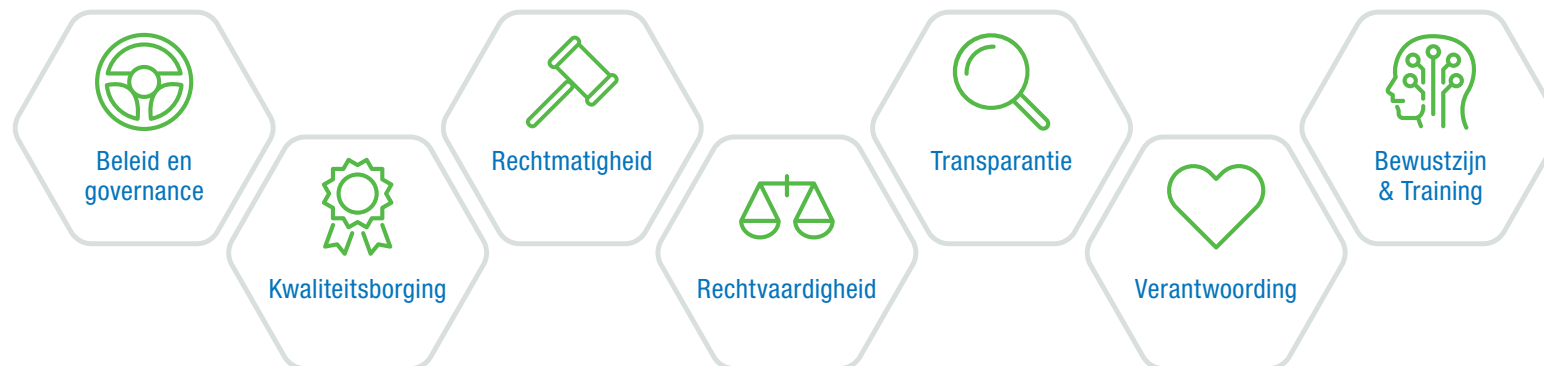 Beleid en
governance
Kwaliteitsborging
Rechtmatigheid
Rechtvaardigheid
Transparantie
Verantwoording
Bewustzijn
& Training